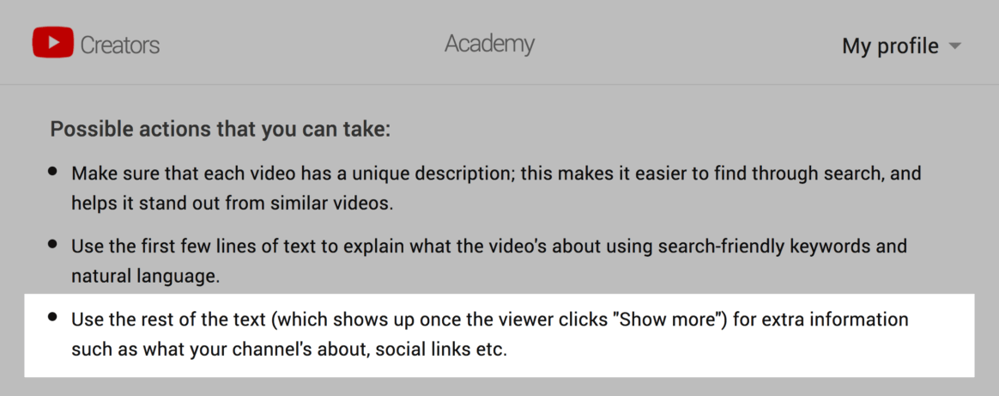 Creators
Academy
My profile
Possible actions that you can take:
Make sure that each video has a unique description; this makes it easier to find through search, and
helps it stand out from similar videos.
Use the first few lines of text to explain what the video's about using search-friendly keywords and
natural language.
Use the rest of the text (which shows up once the viewer clicks "Show more") for extra information
such as what your channel's about, social links etc.